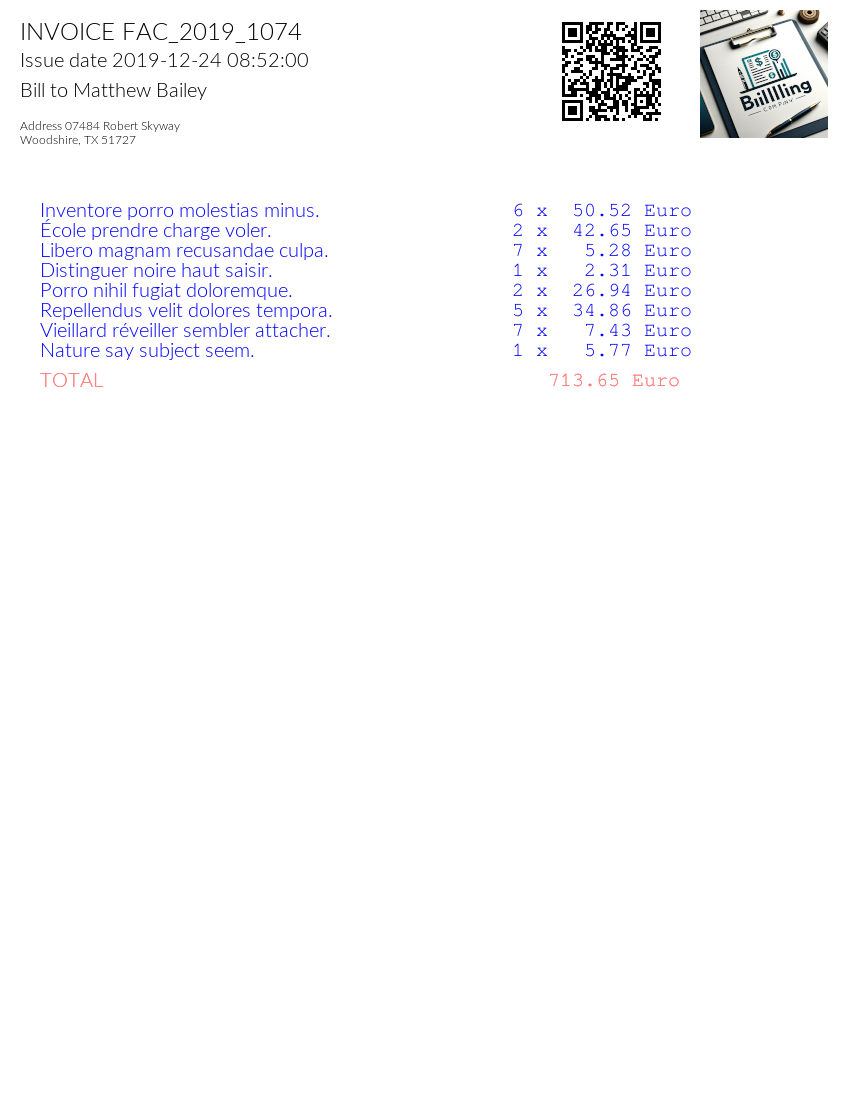 INVOICE FAC_2019_1074
Issue date 2019-12-24 08:52:00
Bill to Matthew Bailey
Address 07484 Robert Skyway
Woodshire, TX 51727
Biillling
COMPANY
Inventore porro molestias minus. 6 x 50.52 Euro
École prendre charge voler. 2 x 42.65 Euro
Libero magnam recusandae culpa. 7 x 5.28 Euro
Distinguer noire haut saisir. 1 x 2.31 Euro
Porro nihil fugiat doloremque. 2 x 26.94 Euro
Repellendus velit dolores tempora. 5 x 34.86 Euro
Vieillard réveiller sembler attacher. 7 x 7.43 Euro
Nature say subject seem. 1 x 5.77 Euro
TOTAL 713.65 Euro